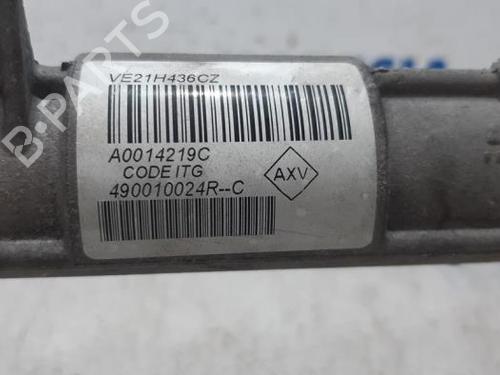 VE21H436CZ
A0014219C
CODE ITG
490010024R--C
AXV
B-PARTS